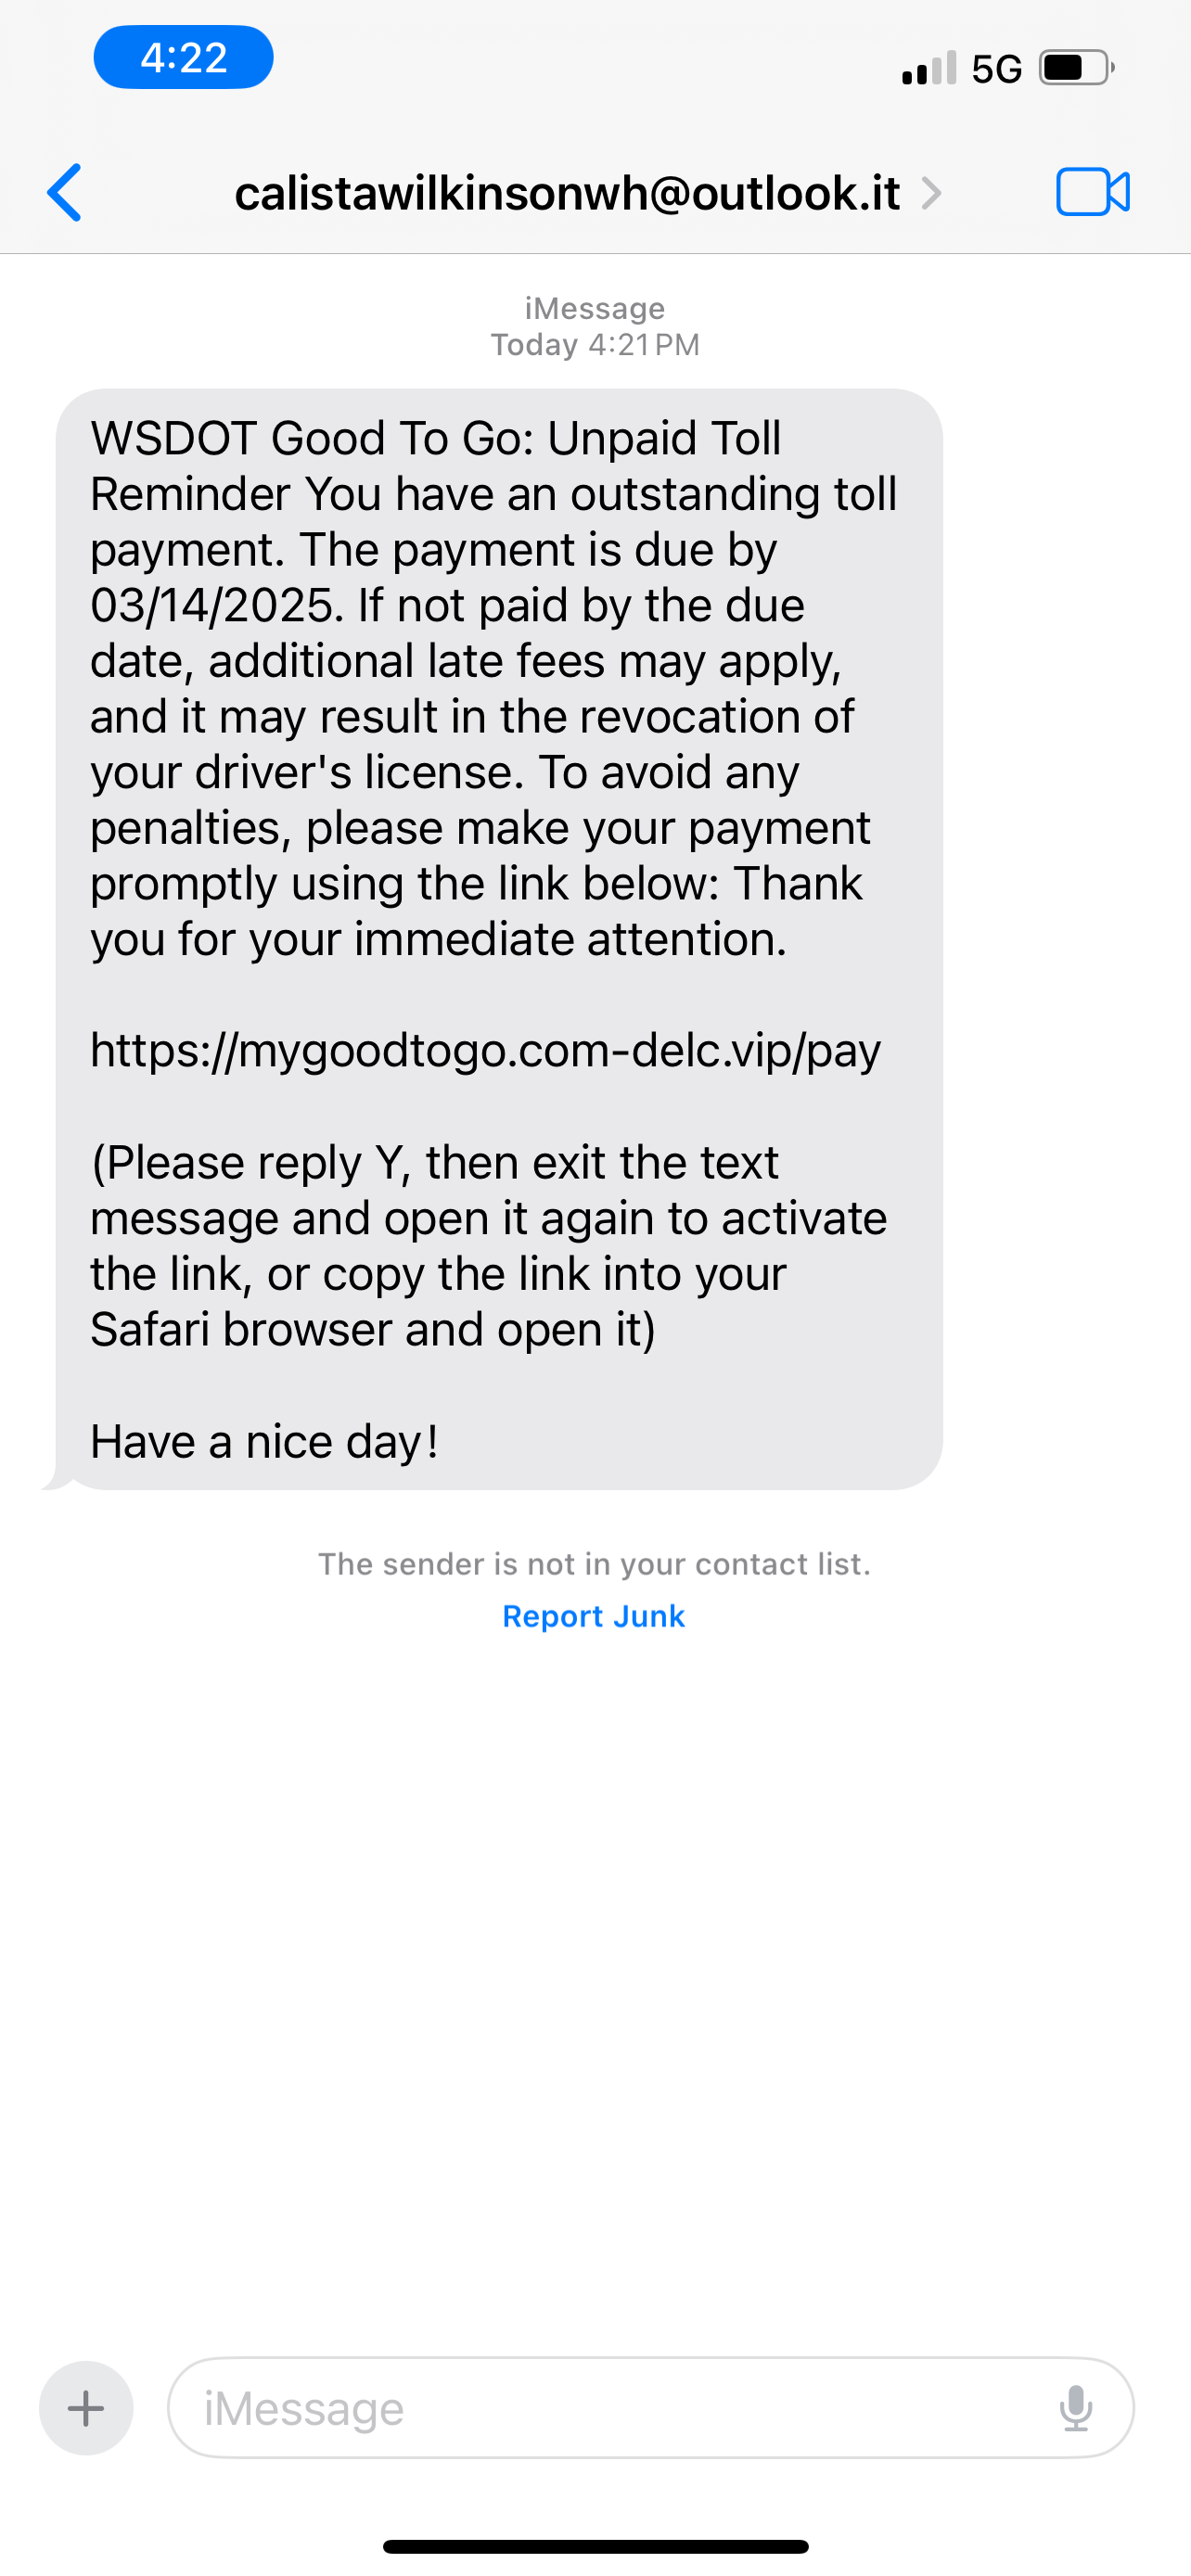 4:22
5G
calistawilkinsonwh@outlook.it
iMessage
Today 4:21 PM
WSDOT Good To Go: Unpaid Toll
Reminder You have an outstanding toll
payment. The payment is due by
03/14/2025. If not paid by the due
date, additional late fees may apply,
and it may result in the revocation of
your driver's license. To avoid any
penalties, please make your payment
promptly using the link below: Thank
you for your immediate attention.
https://mygoodtogo.com-delc.vip/pay
(Please reply Y, then exit the text
message and open it again to activate
the link, or copy the link into your
Safari browser and open it)
Have a nice day!
The sender is not in your contact list.
Report Junk
iMessage